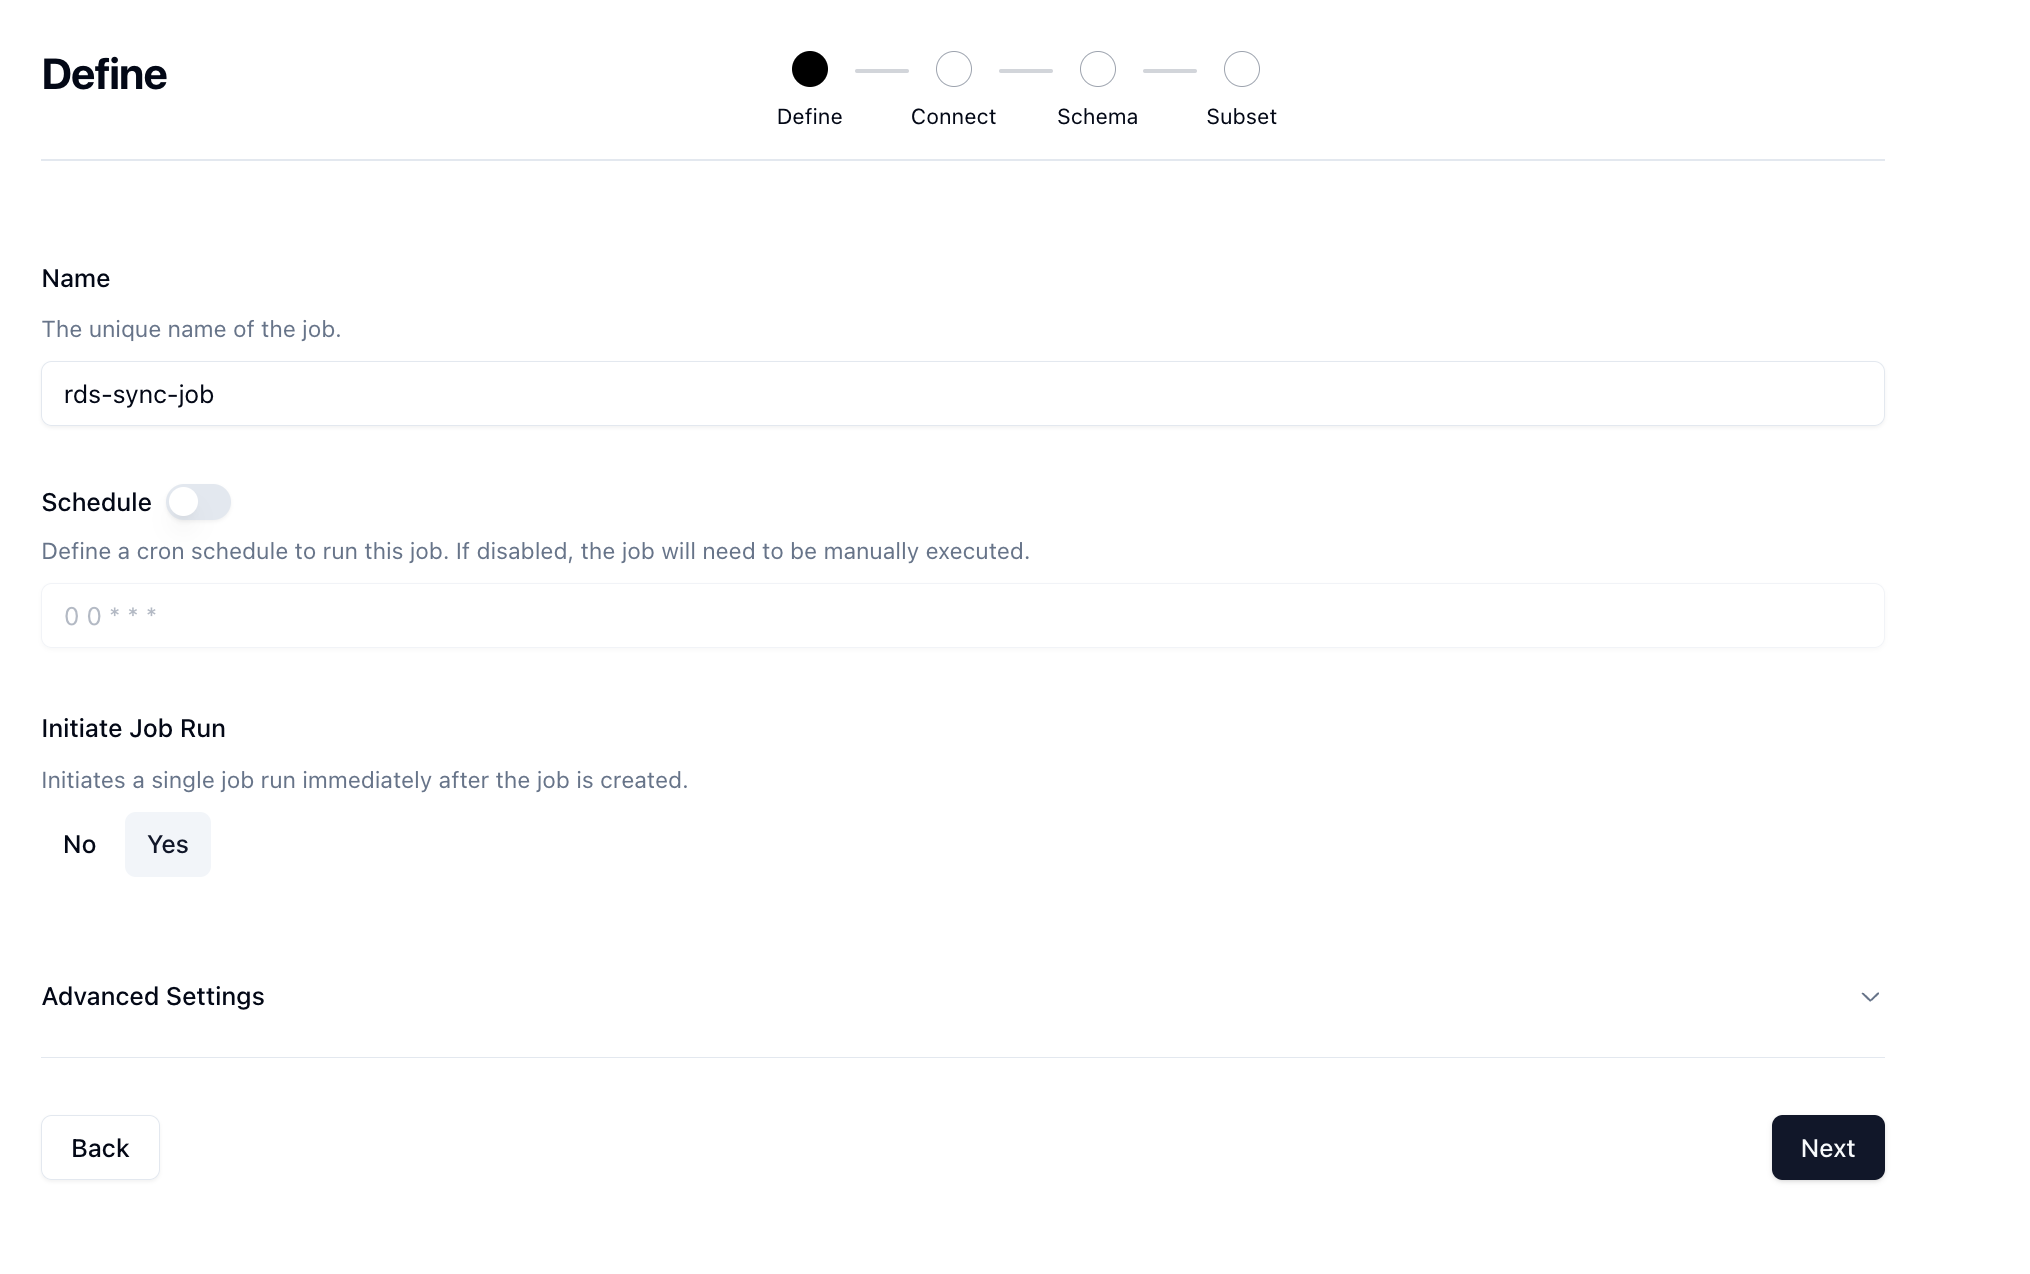 Define
Define
Connect
Schema
Subset
Name
The unique name of the job.
rds-sync-job
Schedule
Define a cron schedule to run this job. If disabled, the job will need to be manually executed.
0 0 * * *
Initiate Job Run
Initiates a single job run immediately after the job is created.
No
Yes
Advanced Settings
Back
Next